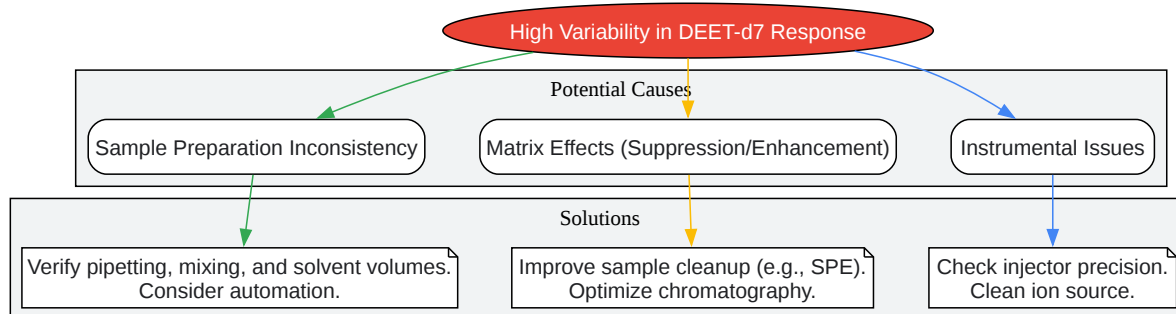 High Variability in DEET-d7 Response
Potential Causes
Sample Preparation Inconsistency
Matrix Effects (Suppression/Enhancement)
Instrumental Issues
Solutions
Verify pipetting, mixing, and solvent volumes.
Consider automation.
Improve sample cleanup (e.g., SPE).
Optimize chromatography.
Check injector precision.
Clean ion source.